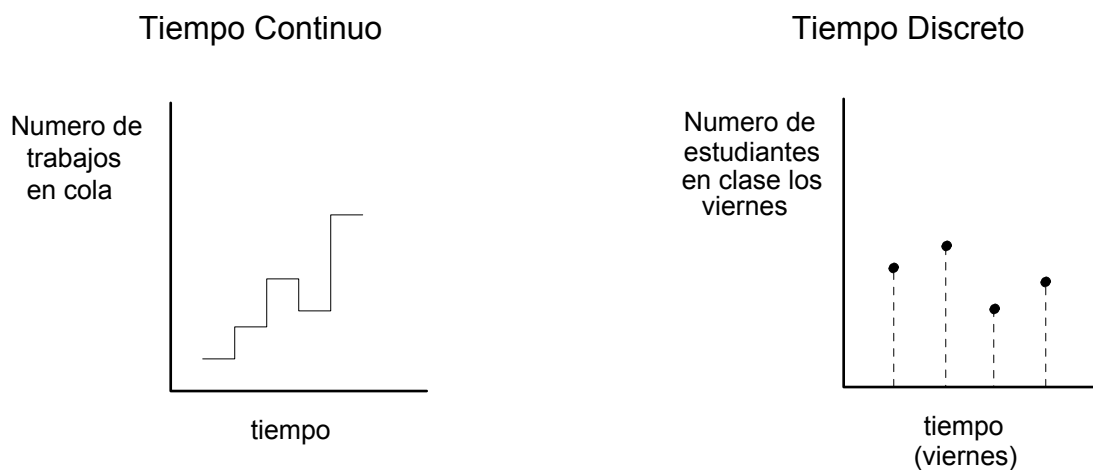 Tiempo Continuo
Numero de
trabajos
en cola
tiempo
Tiempo Discreto
Numero de
estudiantes
en clase los
viernes
tiempo
(viernes)